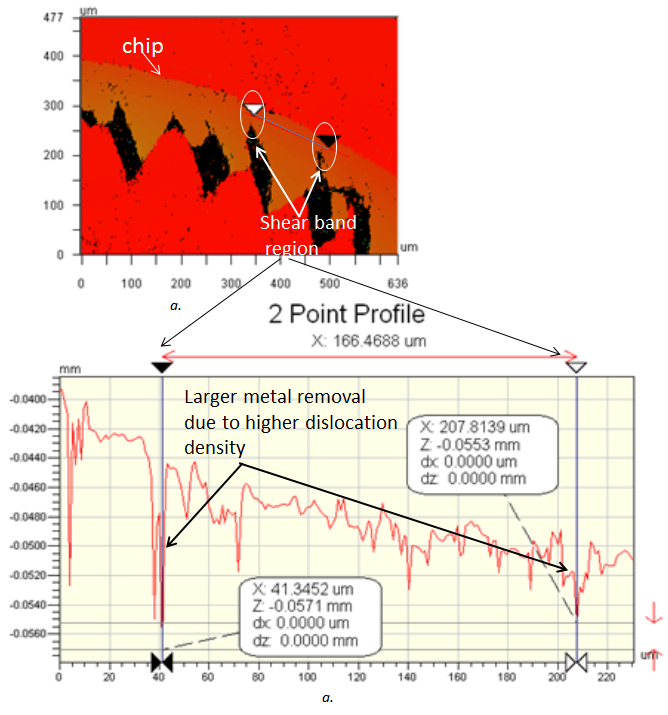 477 um
400
300
200
100
0
chip
Shear band
region
um
0 100 200 300 400 500 636
a.
2 Point Profile
X: 166.4688 um
mm
-0.0400
-0.0420
-0.0440
-0.0460
-0.0480
-0.0500
-0.0520
-0.0540
-0.0560
Larger metal removal
due to higher dislocation
density
X: 207.8139 um
Z: -0.0553 mm
dx: 0.0000 um
dz: 0.0000 mm
X: 41.3452 um
Z: -0.0571 mm
dx: 0.0000 um
dz: 0.0000 mm
um
0 20 40 60 80 100 120 140 160 180 200 220
a.